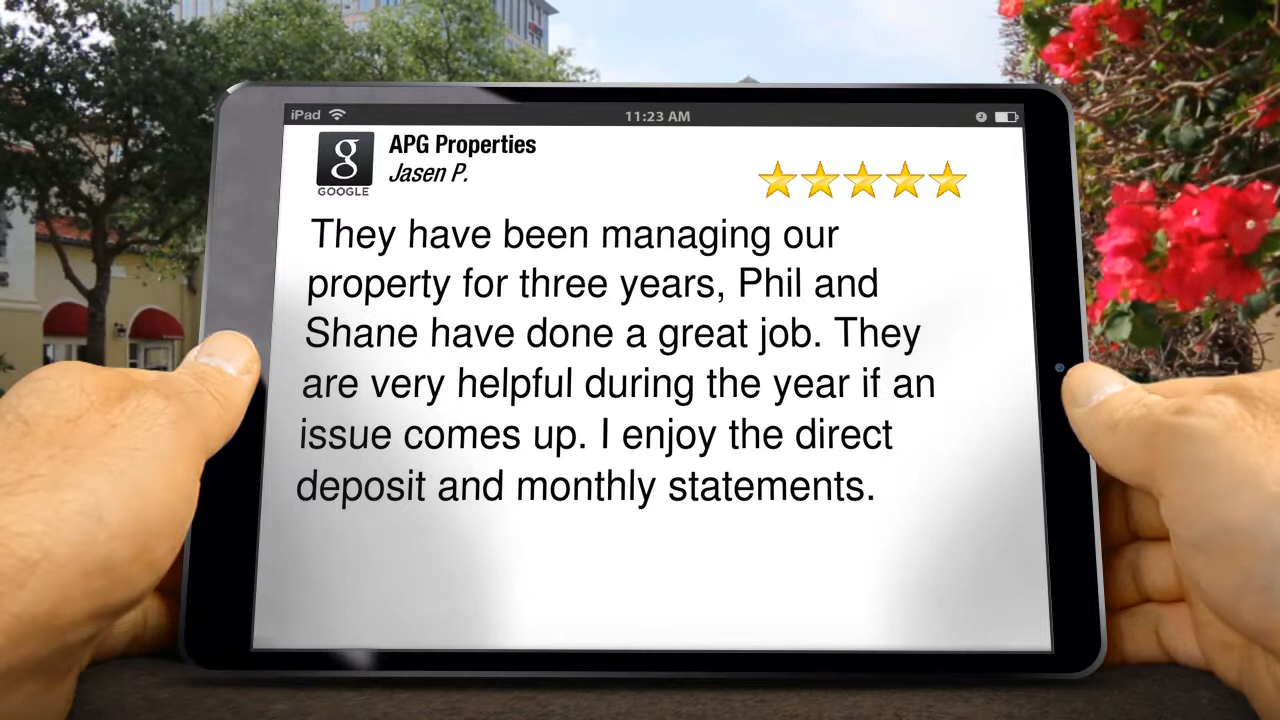 iPad 11:23 AM
g
GOOGLE
APG Properties
Jasen P.
They have been managing our
property for three years, Phil and
Shane have done a great job. They
are very helpful during the year if an
issue comes up. I enjoy the direct
deposit and monthly statements.